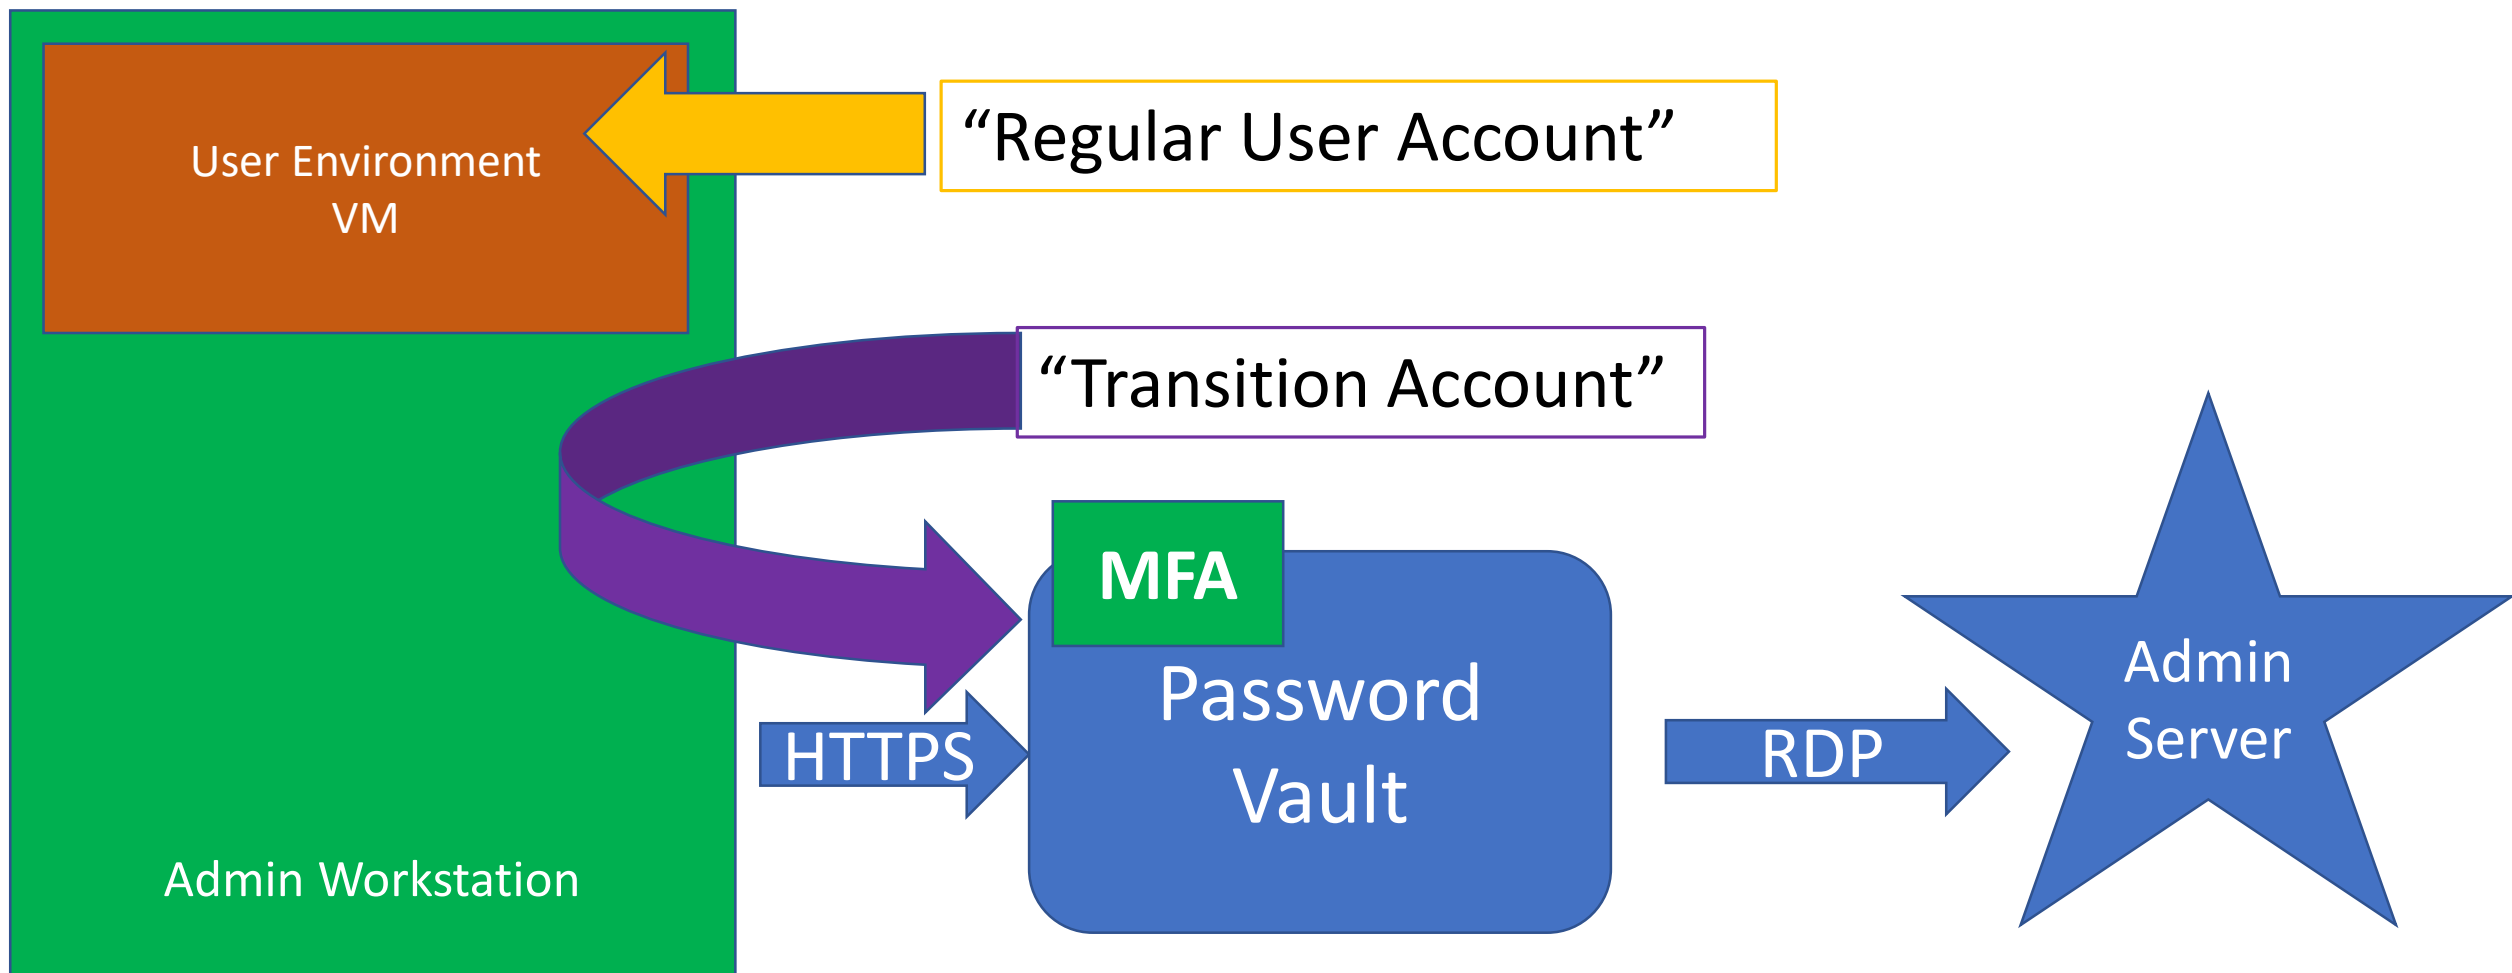 “Regular User Account”
User Environment
VM
“Transition Account”
MFA
Password
Vault
HTTPS
RDP
Admin
Server
Admin Workstation